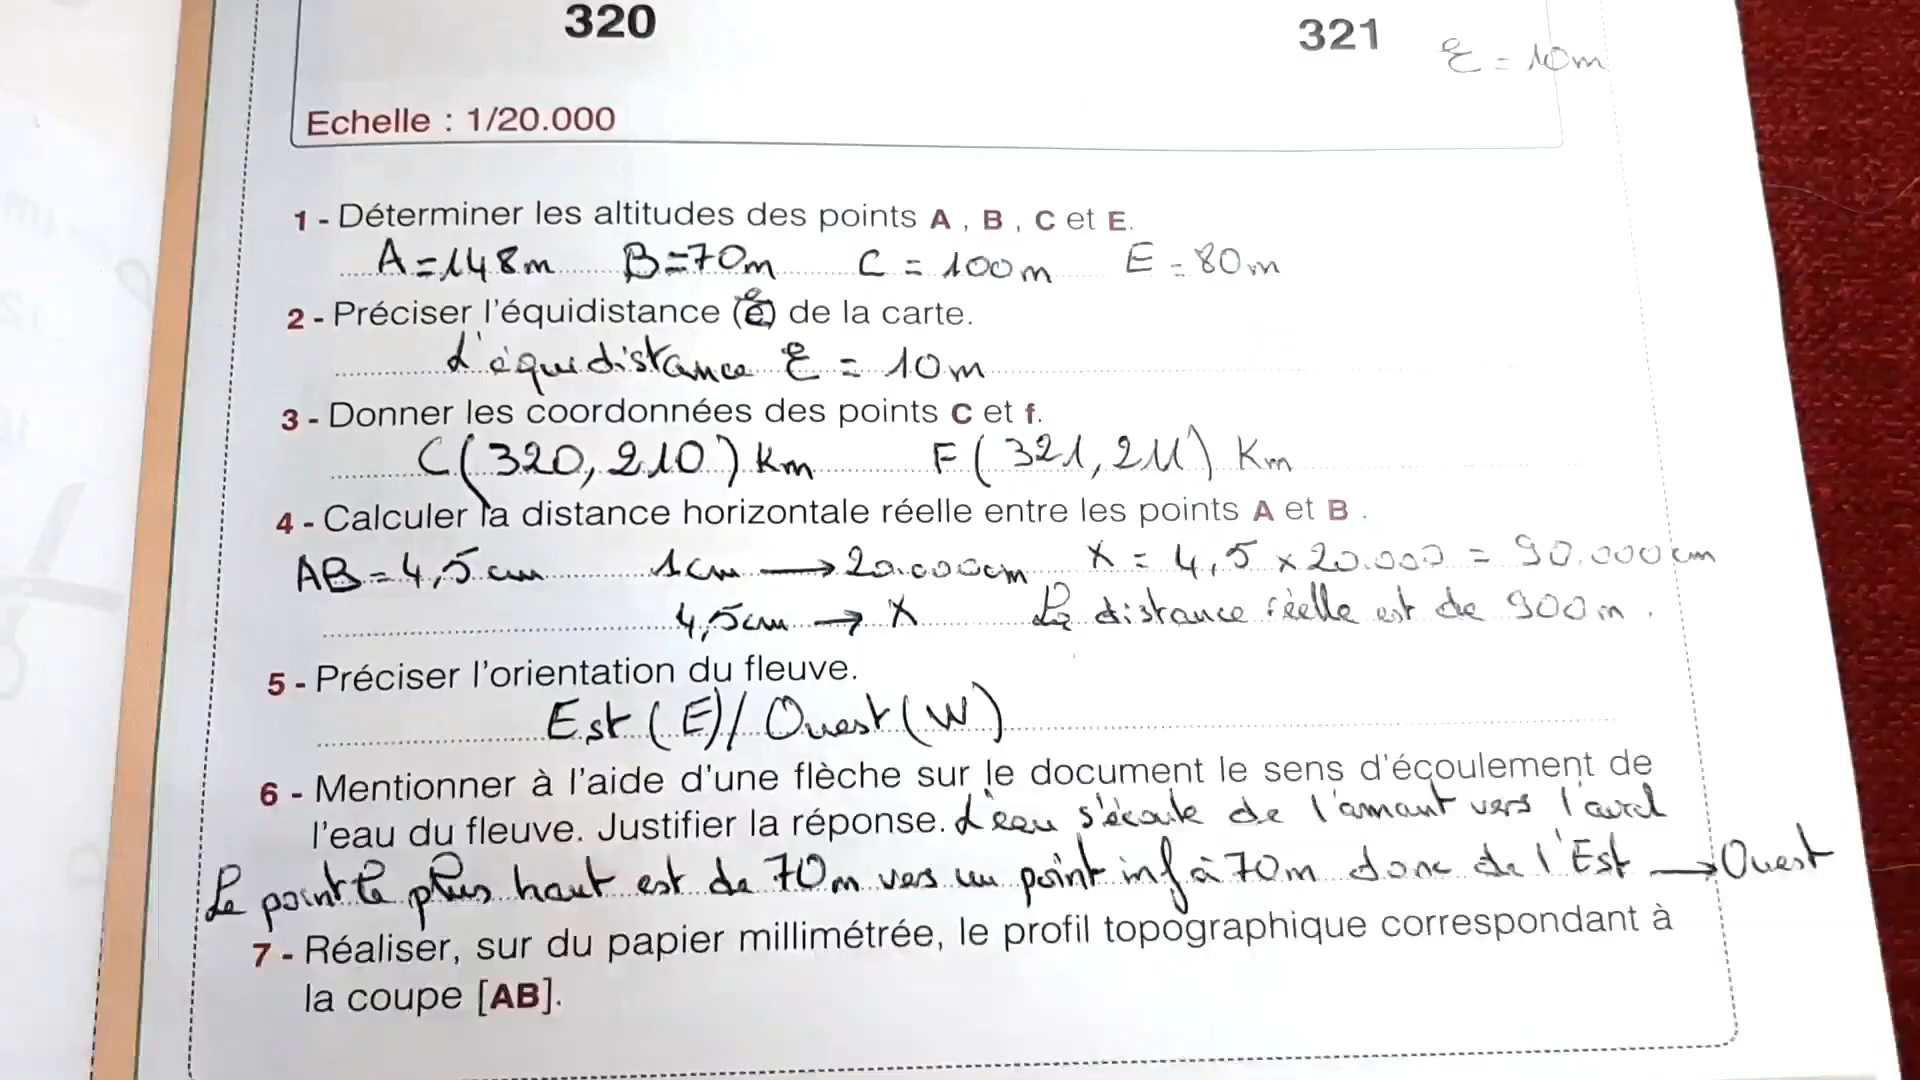 320
321
ℰ = 10m
Echelle : 1/20.000
1 - Déterminer les altitudes des points A , B , C et E.
A = 148m B = 70m C = 100m E = 80m
2 - Préciser l'équidistance (ℰ) de la carte.
L'équidistance ℰ = 10m
3 - Donner les coordonnées des points C et f.
C(320, 210) km F(321, 211) Km
4 - Calculer la distance horizontale réelle entre les points A et B .
AB = 4,5 cm 1cm → 20.000cm X = 4,5 x 20.000 = 90.000 cm
4,5cm → X La distance réelle est de 900m .
5 - Préciser l'orientation du fleuve.
Est (E) / Ouest (W)
6 - Mentionner à l'aide d'une flèche sur le document le sens d'écoulement de
l'eau du fleuve. Justifier la réponse. L'eau s'écoule de l'amant vers l'aval
Le point le plus haut est de 70m vers un point inf à 70m donc de l'Est → Ouest
7 - Réaliser, sur du papier millimétrée, le profil topographique correspondant à
la coupe [AB].